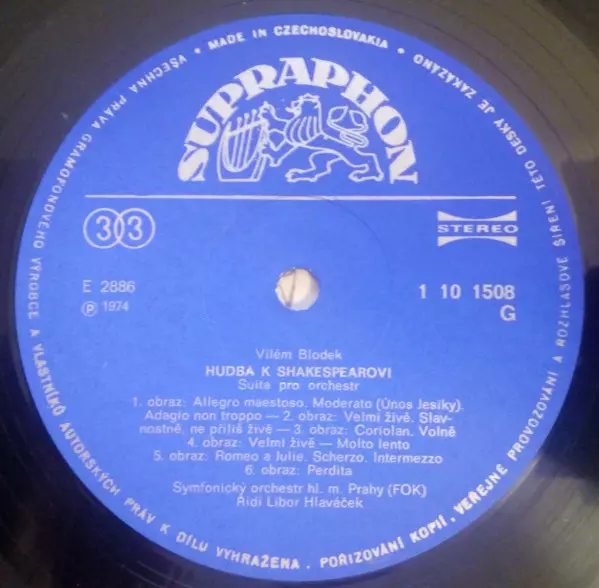 VŠECHNA PRÁVA GRAMOFONOVÉHO VÝROBCE A VLASTNÍKŮ AUTORSKÝCH PRÁV K DÍLU VYHRAŽENA. POŘIZOVÁNÍ KOPIÍ, VEŘEJNÉ PROVOZOVÁNÍ A ROZHLASOVÉ ŠÍŘENÍ TÉTO DESKY JE ZAKÁZÁNO
• MADE IN CZECHOSLOVAKIA •
SUPRAPHON
33
STEREO
E 2886
1 10 1508
Ⓟ 1974
G
Vilém Blodek
HUDBA K SHAKESPEAROVI
Suita pro orchestr
1. obraz: Allegro maestoso. Moderato (Únos Jesiky).
Adagio non troppo — 2. obraz: Velmi živě. Slav-
nostně, ne příliš živě — 3. obraz: Coriolan. Volně
4. obraz: Velmi živě — Molto lento
5. obraz: Romeo a Julie. Scherzo. Intermezzo
6. obraz: Perdita
Symfonický orchestr hl. m. Prahy (FOK)
Řídí Libor Hlaváček